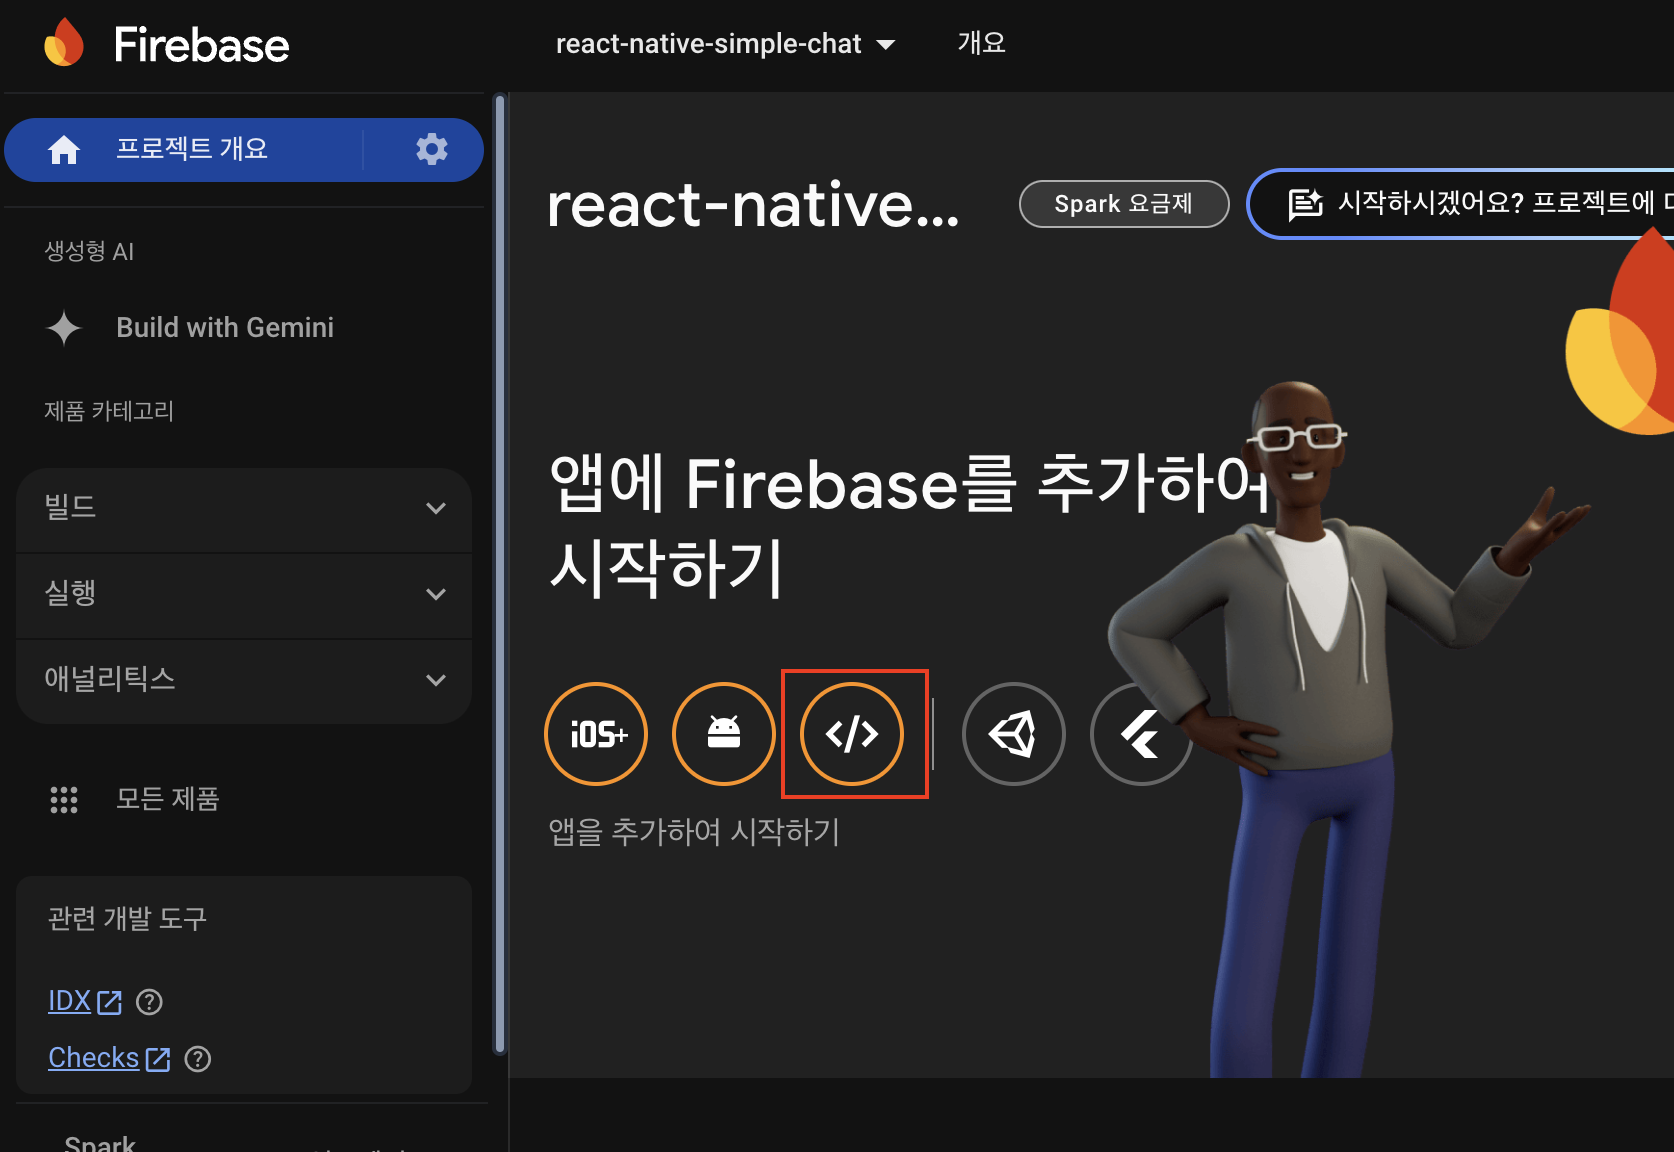 Firebase
react-native-simple-chat
개요
프로젝트 개요
생성형 AI
Build with Gemini
제품 카테고리
빌드
실행
애널리틱스
모든 제품
관련 개발 도구
IDX
Checks
Spark
react-native...
Spark 요금제
시작하시겠어요? 프로젝트에
앱에 Firebase를 추가하여
시작하기
iOS+
</>
앱을 추가하여 시작하기